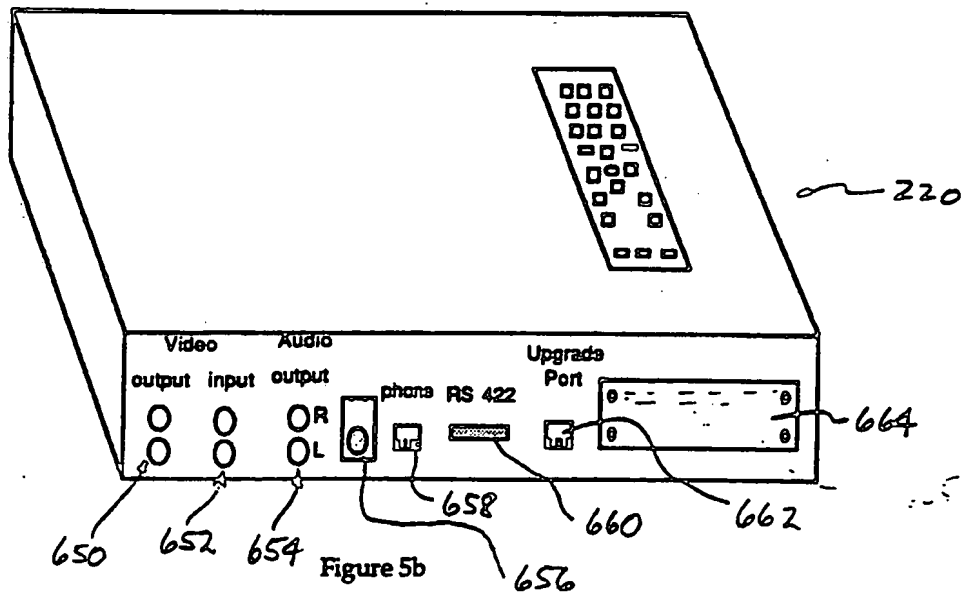 220
Video
Audio
output
input
output
R
L
phone
RS 422
Upgrade
Port
664
650
652
654
658
660
662
656
Figure 5b